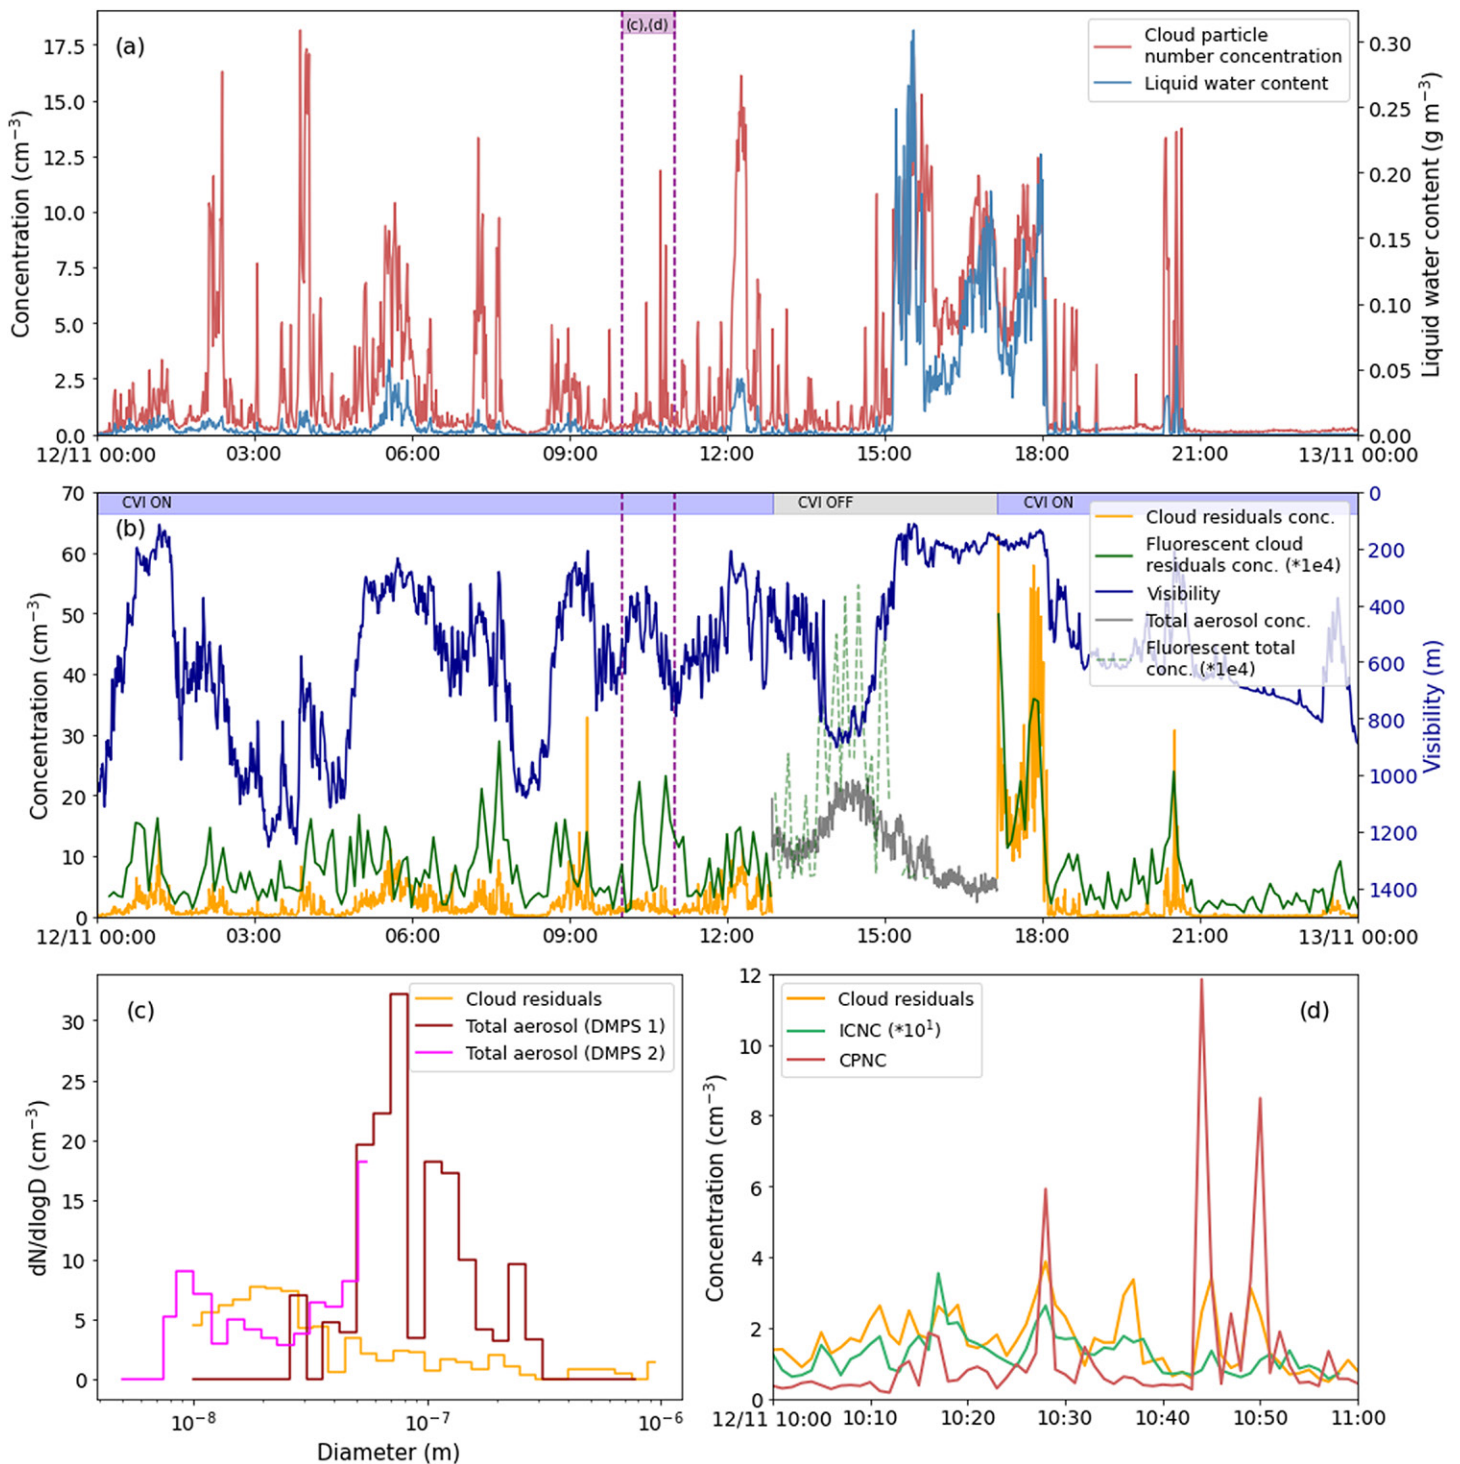 (c),(d)
(a)
Cloud particle
number concentration
Liquid water content
Concentration (cm⁻³)
17.5
15.0
12.5
10.0
7.5
5.0
2.5
0.0
0.30
0.25
0.20
0.15
0.10
0.05
0.00
Liquid water content (g m⁻³)
12/11 00:00 03:00 06:00 09:00 12:00 15:00 18:00 21:00 13/11 00:00
CVI ON CVI OFF CVI ON
(b)
Cloud residuals conc.
Fluorescent cloud
residuals conc. (*1e4)
Visibility
Total aerosol conc.
Fluorescent total
conc. (*1e4)
Concentration (cm⁻³)
70
60
50
40
30
20
10
0
0
200
400
600
800
1000
1200
1400
Visibility (m)
12/11 00:00 03:00 06:00 09:00 12:00 15:00 18:00 21:00 13/11 00:00
(c)
Cloud residuals
Total aerosol (DMPS 1)
Total aerosol (DMPS 2)
dN/dlogD (cm⁻³)
30
25
20
15
10
5
0
10⁻⁸ 10⁻⁷ 10⁻⁶
Diameter (m)
(d)
Cloud residuals
ICNC (*10¹)
CPNC
Concentration (cm⁻³)
12
10
8
6
4
2
0
12/11 10:00 10:10 10:20 10:30 10:40 10:50 11:00